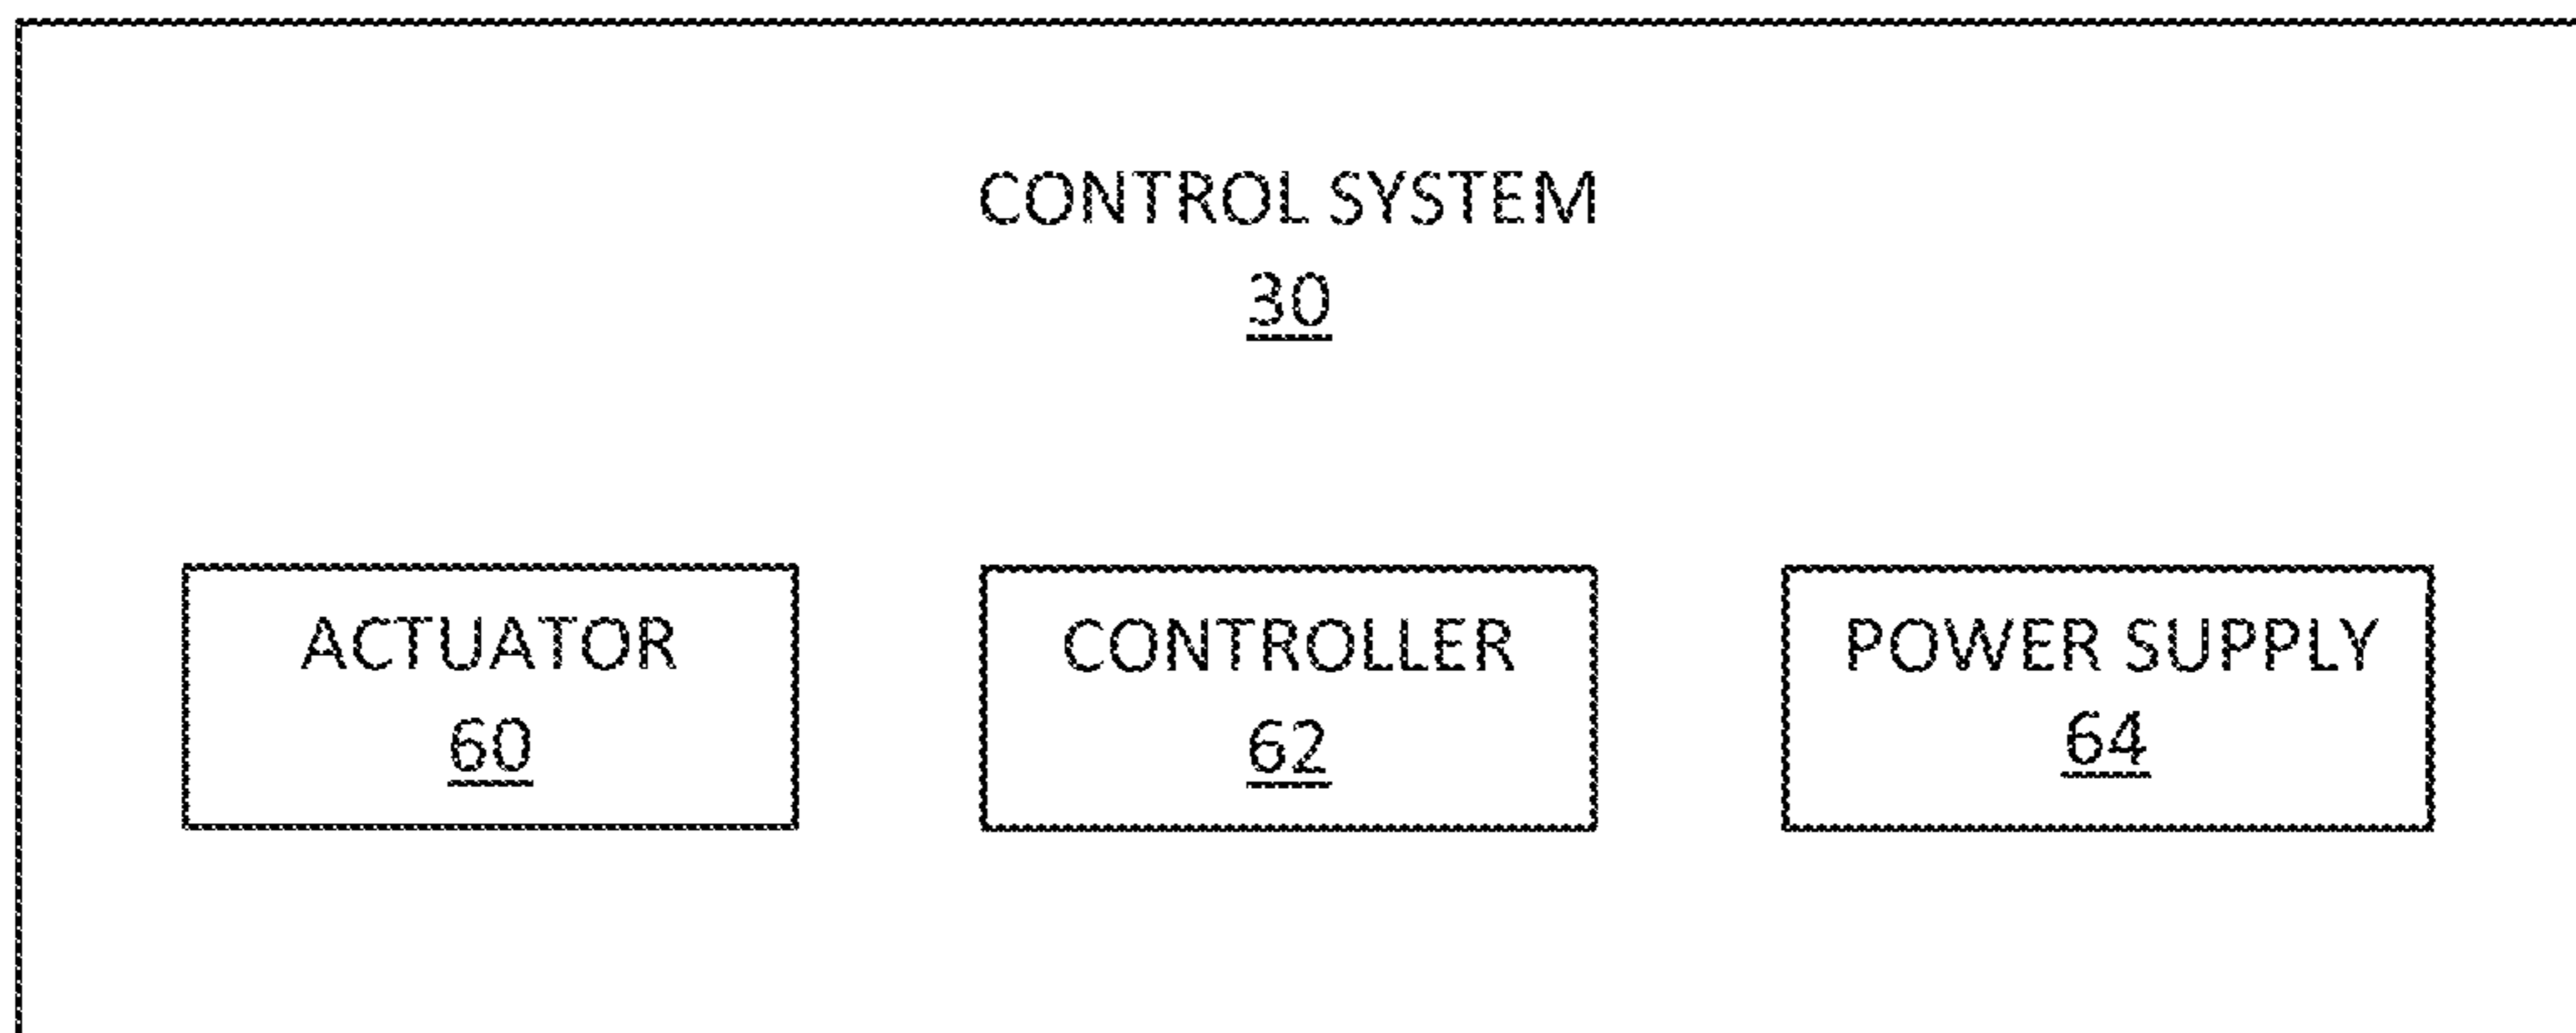 CONTROL SYSTEM
30
ACTUATOR
60
CONTROLLER
62
POWER SUPPLY
64